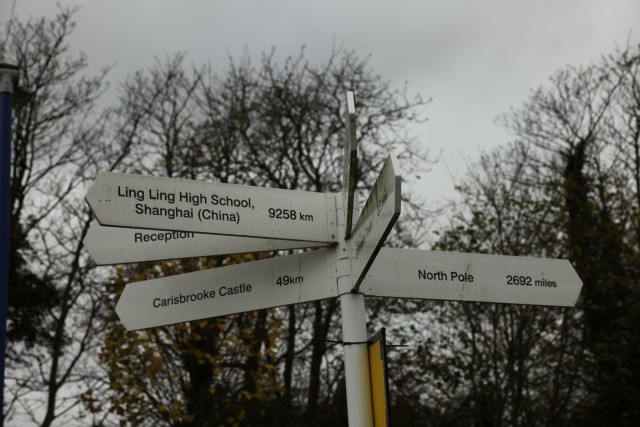 Ling Ling High School,
Shanghai (China) 9258 km
Reception
Carisbrooke Castle 49km
North Pole 2692 miles